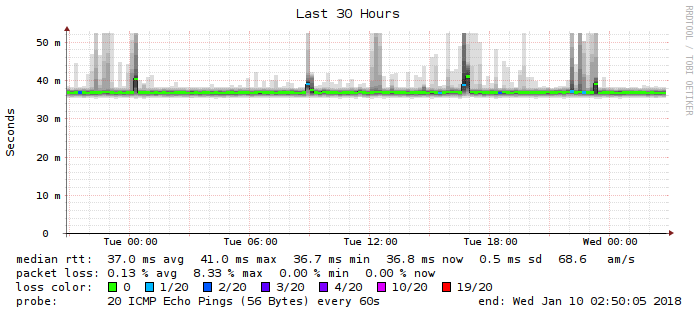 Last 30 Hours
RRDTOOL / TOBI OETIKER
Seconds
50 m
40 m
30 m
20 m
10 m
0
Tue 00:00 Tue 06:00 Tue 12:00 Tue 18:00 Wed 00:00
median rtt: 37.0 ms avg 41.0 ms max 36.7 ms min 36.8 ms now 0.5 ms sd 68.6 am/s
packet loss: 0.13 % avg 8.33 % max 0.00 % min 0.00 % now
loss color: 0 1/20 2/20 3/20 4/20 10/20 19/20
probe: 20 ICMP Echo Pings (56 Bytes) every 60s end: Wed Jan 10 02:50:05 2018